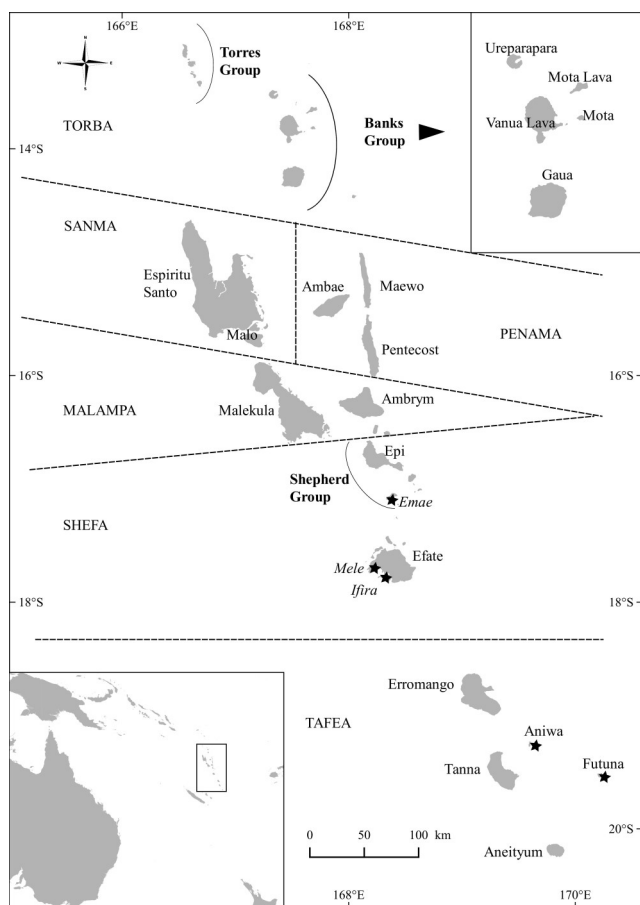 166°E
168°E
N
W
E
S
Torres
Group
Ureparapara
Mota Lava
Banks
Group
Vanua Lava
Mota
TORBA
14°S
14°S
Gaua
SANMA
Espiritu
Santo
Ambae
Maewo
Malo
Pentecost
PENAMA
16°S
16°S
MALAMPA
Malekula
Ambrym
Epi
Shepherd
Group
Emae
SHEFA
Efate
Mele
Ifira
18°S
18°S
Erromango
TAFEA
Aniwa
Tanna
Futuna
0 50 100 km
20°S
Aneityum
168°E
170°E